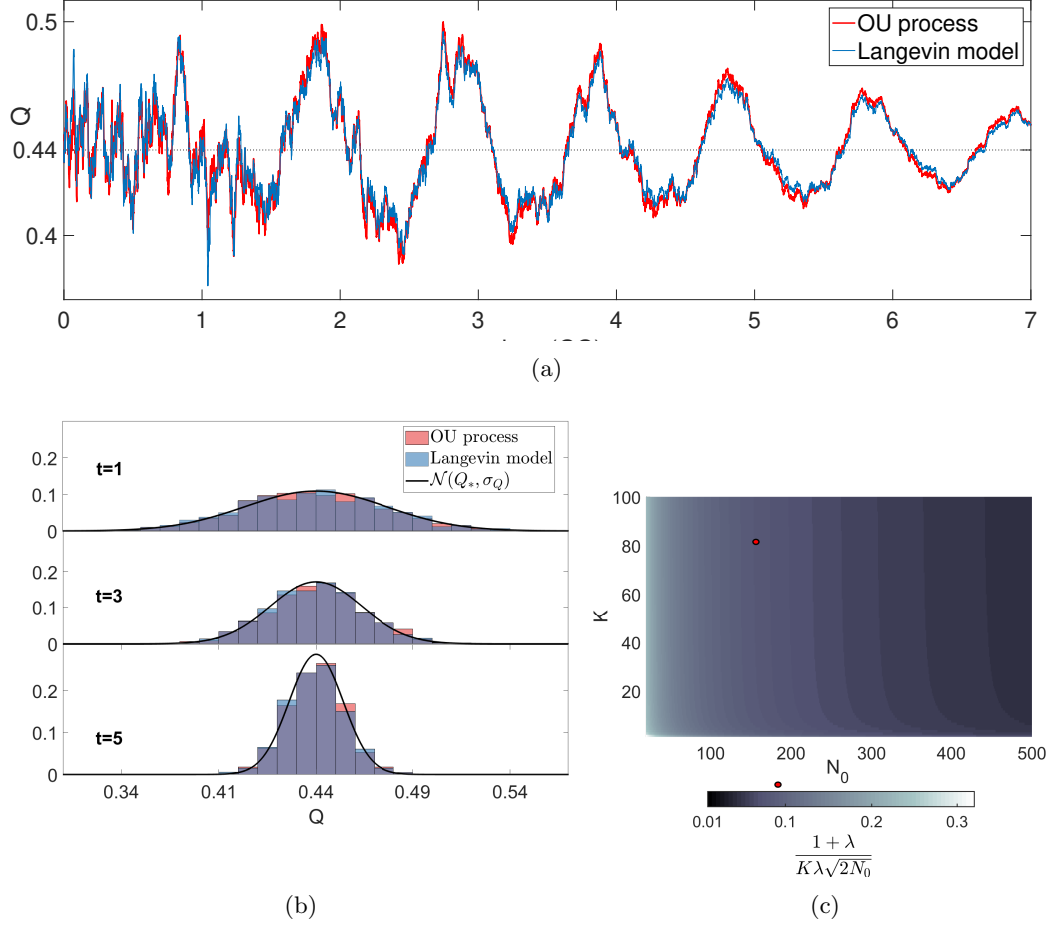 0.5
OU process
Langevin model
Q
0.44
0.4
0 1 2 3 4 5 6 7
(a)
OU process
Langevin model
𝒩(Q*, σ_Q)
t=1
0.2
0.1
0
t=3
0.2
0.1
0
t=5
0.2
0.1
0
0.34 0.41 0.44 0.49 0.54
Q
(b)
100
80
60
40
20
K
100 200 300 400 500
N_0
0.01 0.1 0.2 0.3
1 + λ
Kλ√2N_0
(c)